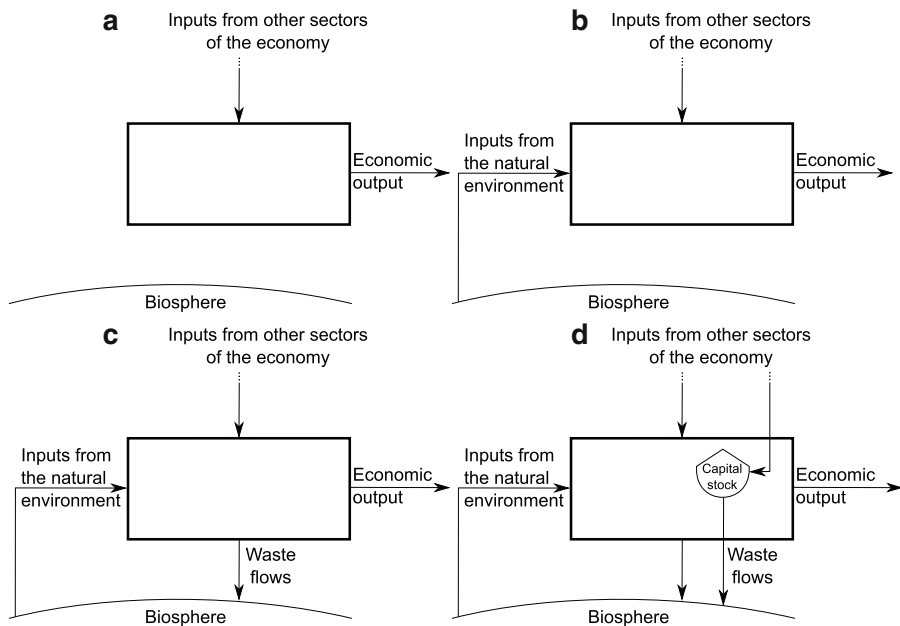 a
Inputs from other sectors
of the economy
Economic
output
Biosphere
b
Inputs from other sectors
of the economy
Inputs from
the natural
environment
Economic
output
Biosphere
c
Inputs from other sectors
of the economy
Inputs from
the natural
environment
Economic
output
Waste
flows
Biosphere
d
Inputs from other sectors
of the economy
Inputs from
the natural
environment
Capital
stock
Economic
output
Waste
flows
Biosphere